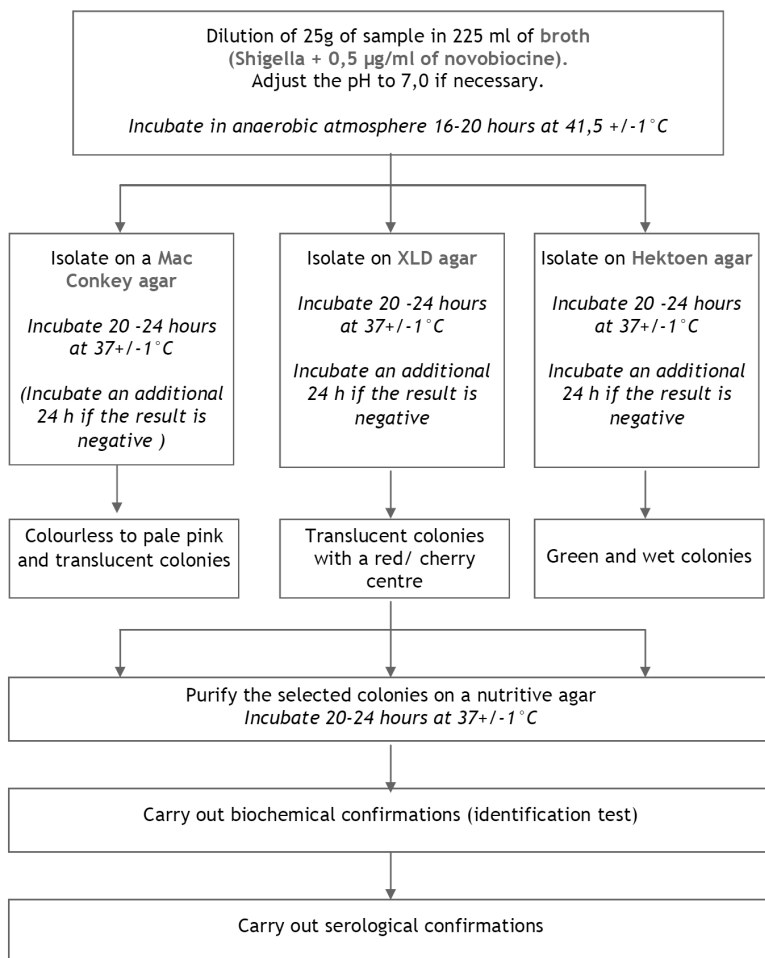 Dilution of 25g of sample in 225 ml of broth
(Shigella + 0,5 µg/ml of novobiocine).
Adjust the pH to 7,0 if necessary.
Incubate in anaerobic atmosphere 16-20 hours at 41,5 +/-1°C
Isolate on a Mac
Conkey agar
Incubate 20 -24 hours
at 37+/-1°C
(Incubate an additional
24 h if the result is
negative )
Isolate on XLD agar
Incubate 20 -24 hours
at 37+/-1°C
Incubate an additional
24 h if the result is
negative
Isolate on Hektoen agar
Incubate 20 -24 hours
at 37+/-1°C
Incubate an additional
24 h if the result is
negative
Colourless to pale pink
and translucent colonies
Translucent colonies
with a red/ cherry
centre
Green and wet colonies
Purify the selected colonies on a nutritive agar
Incubate 20-24 hours at 37+/-1°C
Carry out biochemical confirmations (identification test)
Carry out serological confirmations